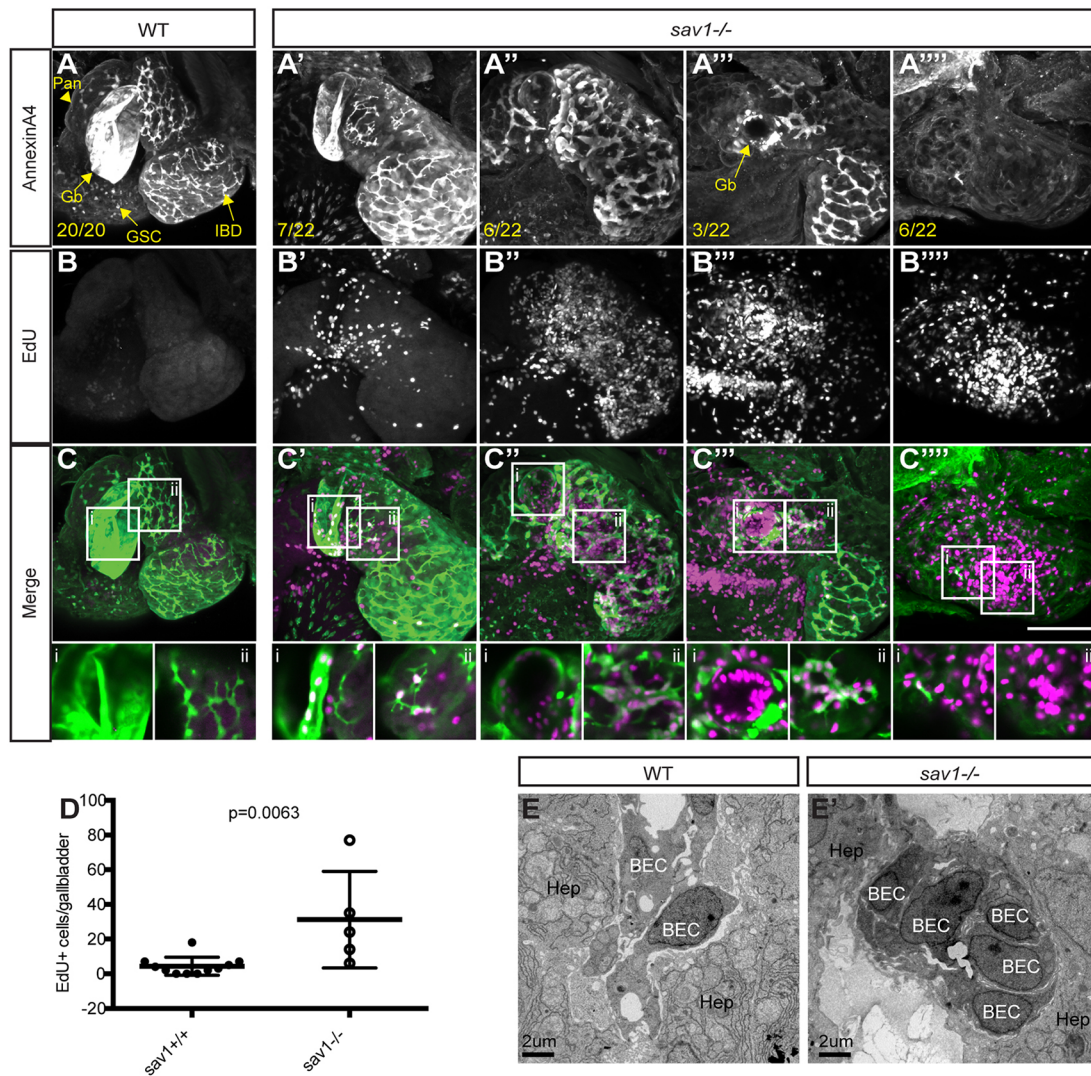 WT
sav1-/-
AnnexinA4
A
Pan
Gb
GSC
IBD
20/20
A'
7/22
A''
6/22
A'''
Gb
3/22
A''''
6/22
EdU
B
B'
B''
B'''
B''''
Merge
C
i
ii
C'
i
ii
C''
i
ii
C'''
i
ii
C''''
i
ii
i
ii
i
ii
i
ii
i
ii
i
ii
D
p=0.0063
EdU+ cells/gallbladder
100
80
60
40
20
0
-20
sav1+/+
sav1-/-
WT
sav1-/-
E
BEC
Hep
BEC
Hep
2um
E'
Hep
BEC
BEC
BEC
BEC
BEC
Hep
2um